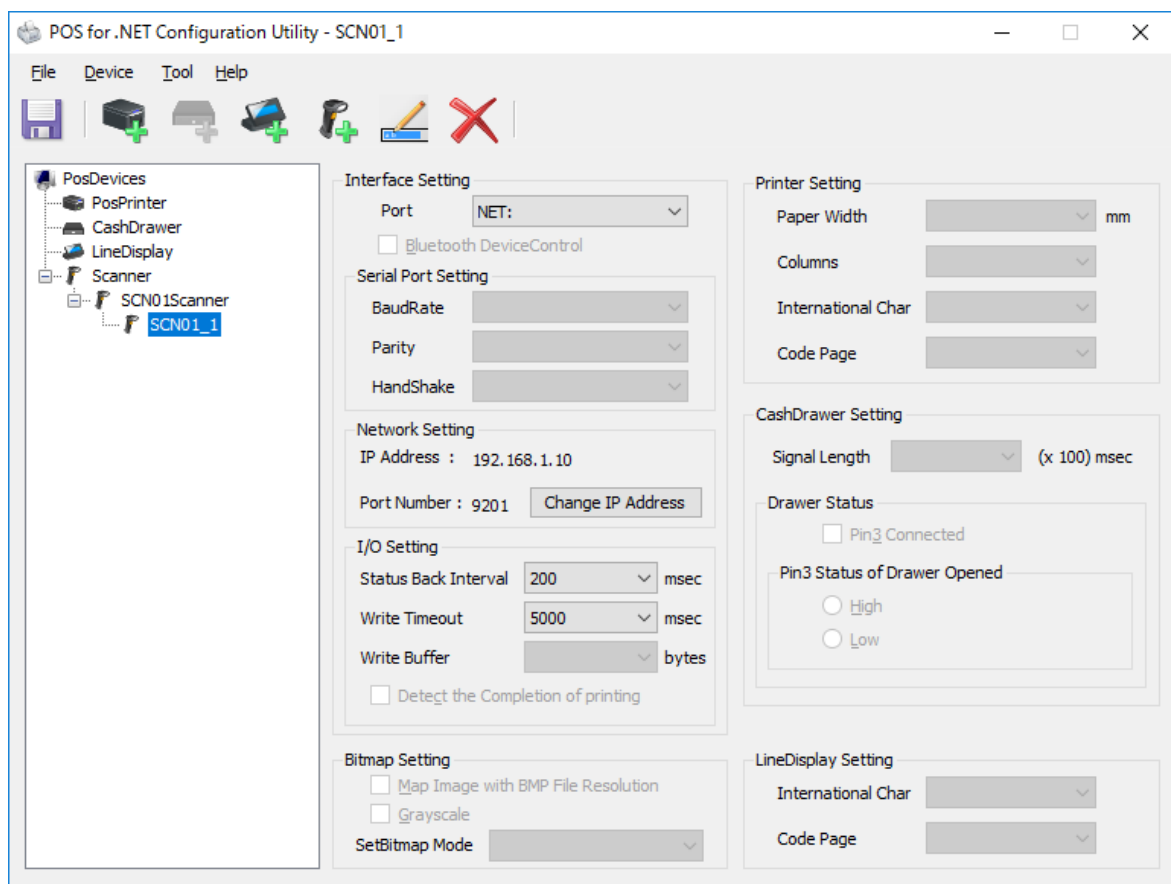 POS for .NET Configuration Utility - SCN01_1
File Device Tool Help
PosDevices
PosPrinter
CashDrawer
LineDisplay
Scanner
SCN01Scanner
SCN01_1
Interface Setting
Port NET:
Bluetooth DeviceControl
Serial Port Setting
BaudRate
Parity
HandShake
Network Setting
IP Address : 192.168.1.10
Port Number : 9201 Change IP Address
I/O Setting
Status Back Interval 200 msec
Write Timeout 5000 msec
Write Buffer bytes
Detect the Completion of printing
Bitmap Setting
Map Image with BMP File Resolution
Grayscale
SetBitmap Mode
Printer Setting
Paper Width mm
Columns
International Char
Code Page
CashDrawer Setting
Signal Length (x 100) msec
Drawer Status
Pin3 Connected
Pin3 Status of Drawer Opened
High
Low
LineDisplay Setting
International Char
Code Page